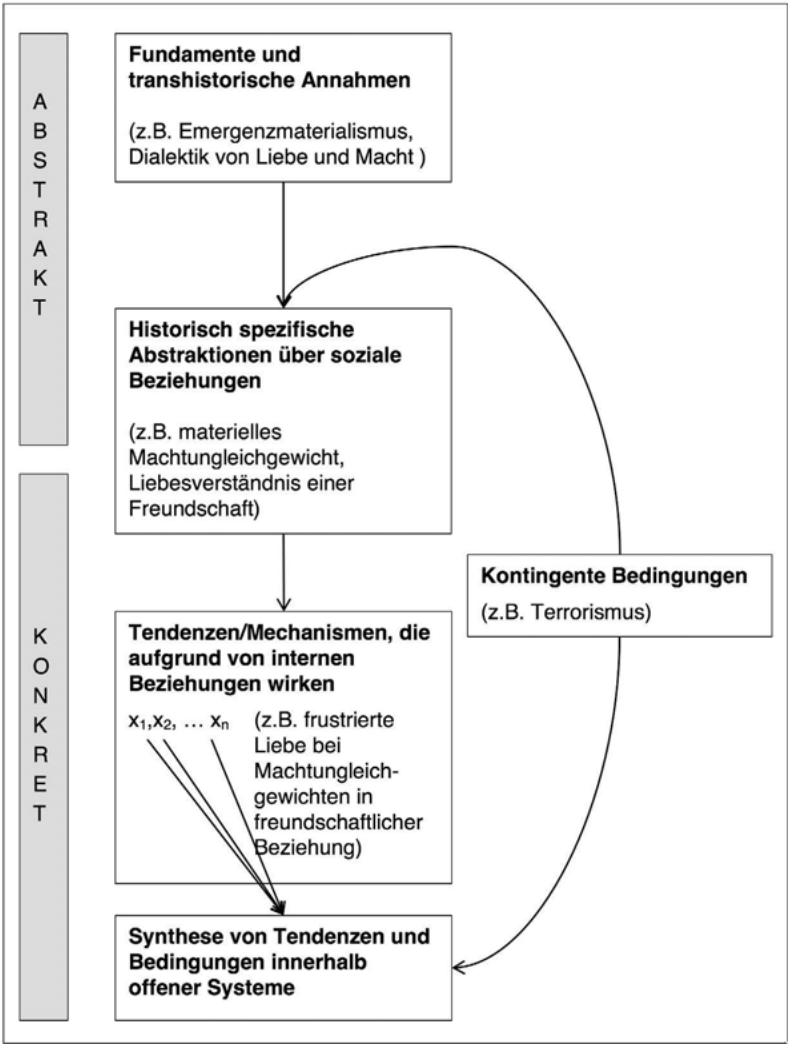 ABSTRAKT
Fundamente und
transhistorische Annahmen
(z.B. Emergenzmaterialismus,
Dialektik von Liebe und Macht )
Historisch spezifische
Abstraktionen über soziale
Beziehungen
(z.B. materielles
Machtungleichgewicht,
Liebesverständnis einer
Freundschaft)
Kontingente Bedingungen
(z.B. Terrorismus)
KONKRET
Tendenzen/Mechanismen, die
aufgrund von internen
Beziehungen wirken
x₁,x₂, … xₙ (z.B. frustrierte
Liebe bei
Machtungleich-
gewichten in
freundschaftlicher
Beziehung)
Synthese von Tendenzen und
Bedingungen innerhalb
offener Systeme